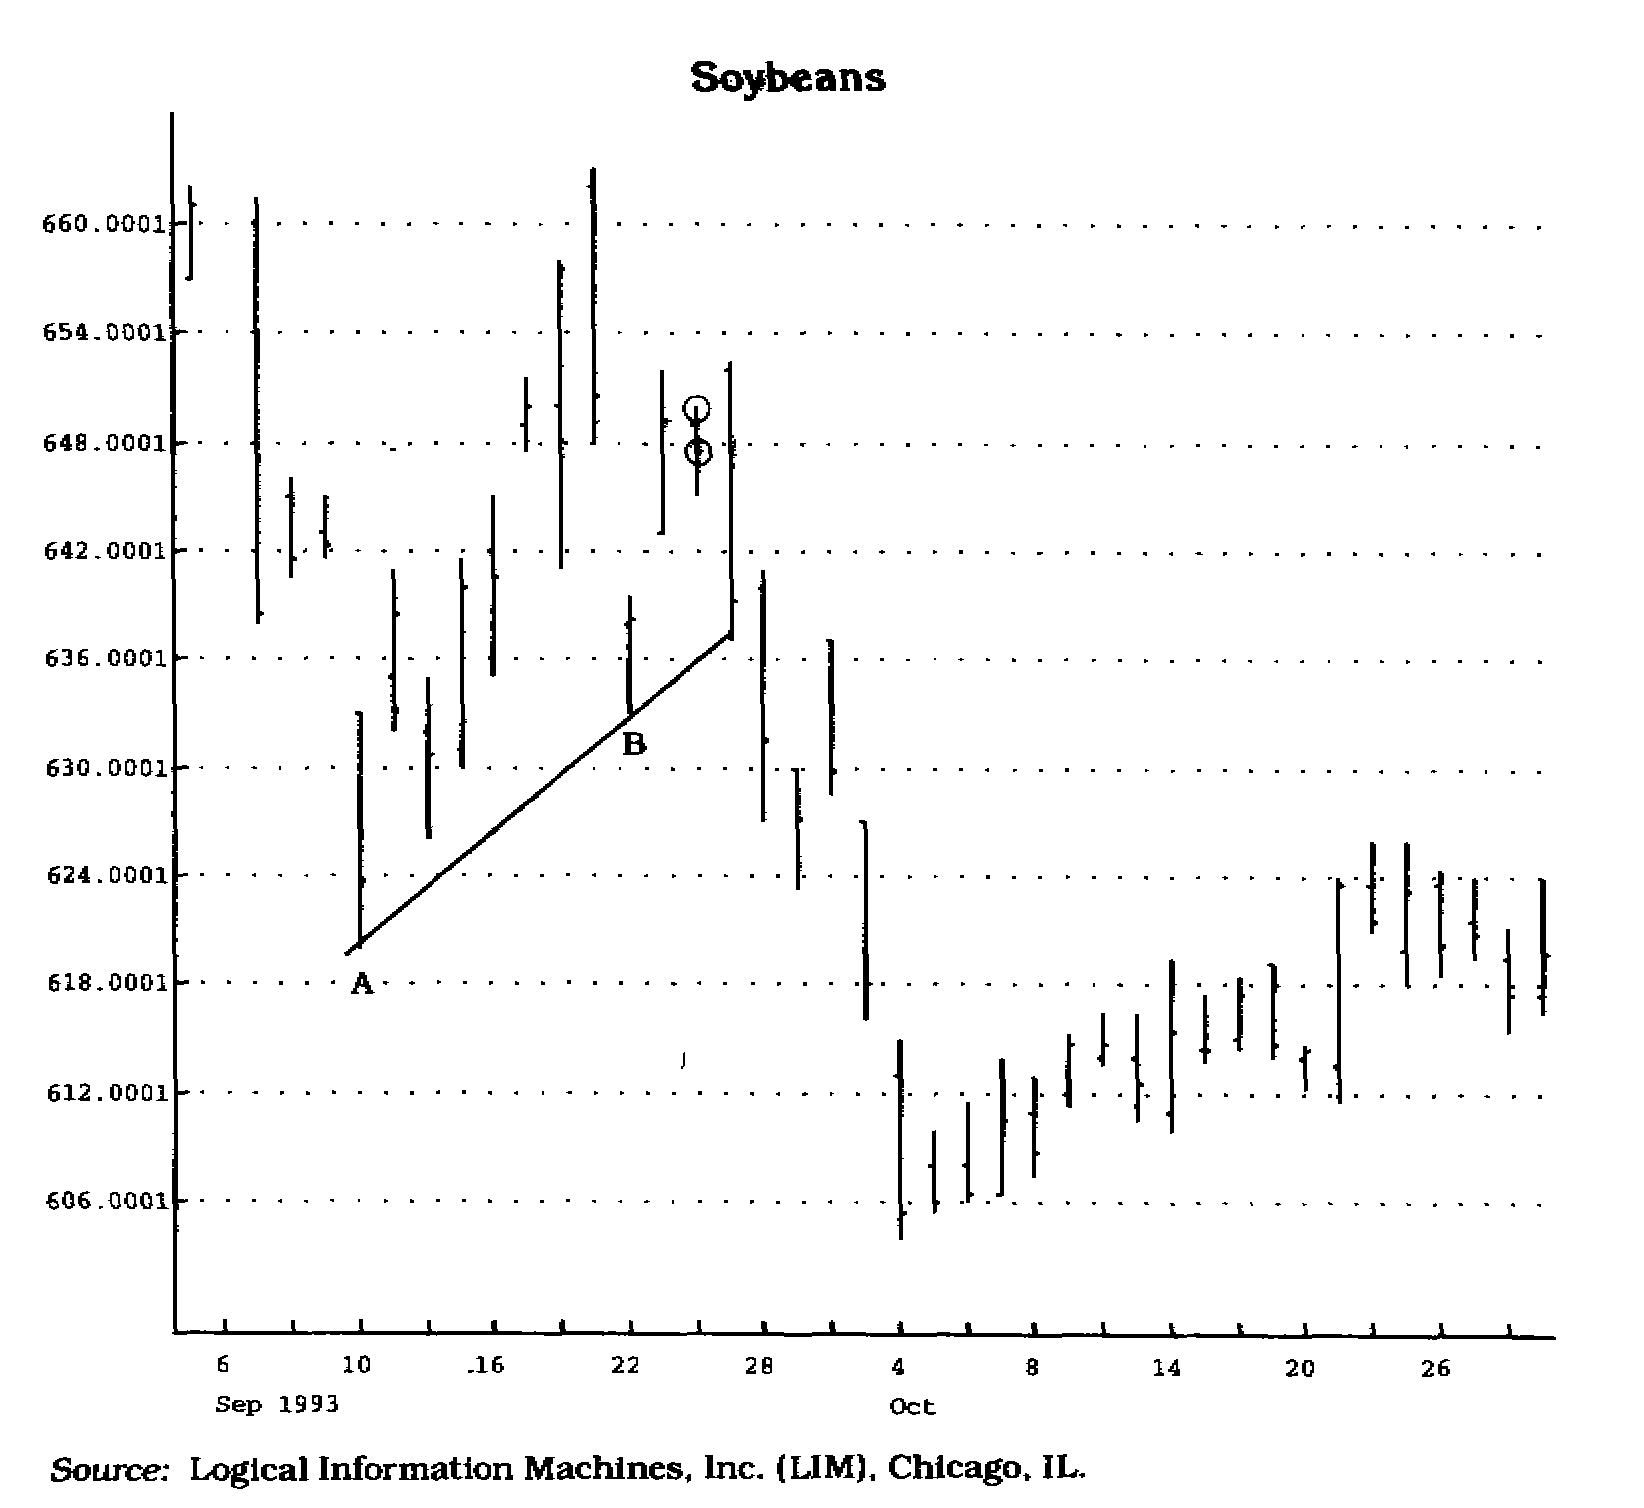 Soybeans
660.0001
654.0001
648.0001
642.0001
636.0001
630.0001
624.0001
618.0001
612.0001
606.0001
B
A
6 10 .16 22 28 4 8 14 20 26
Sep 1993 Oct
Source: Logical Information Machines, Inc. (LIM), Chicago, IL.